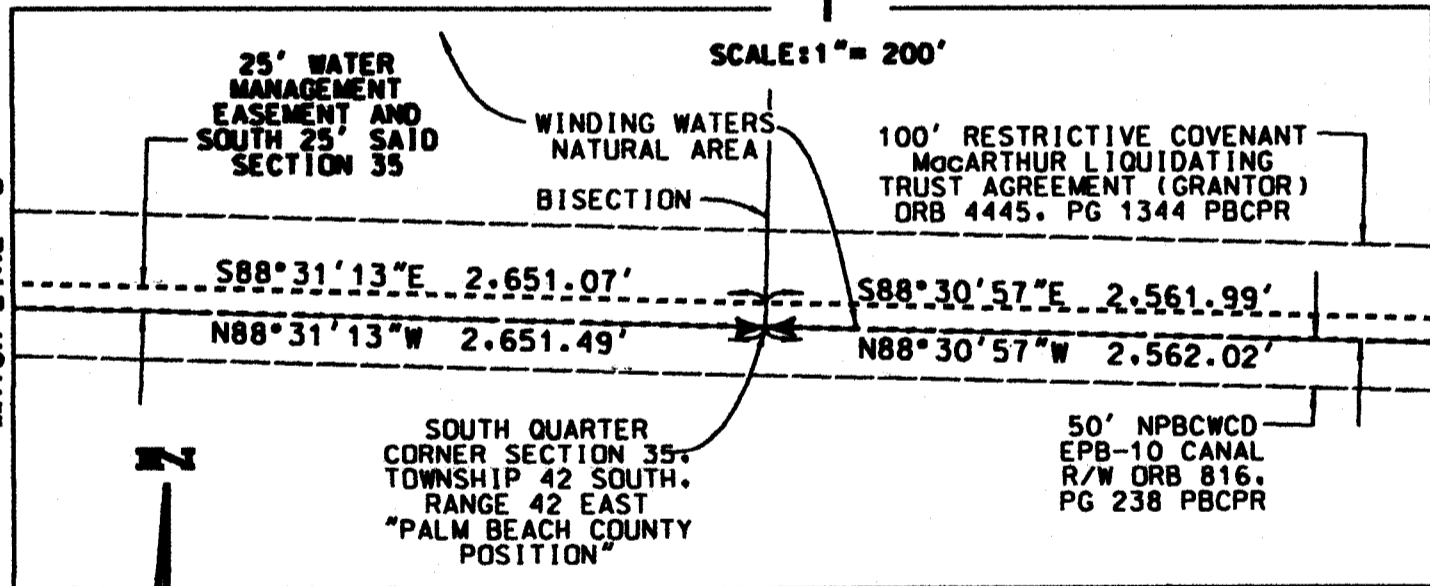 SCALE:1"= 200'
25' WATER
MANAGEMENT
EASEMENT AND
SOUTH 25' SAID
SECTION 35
WINDING WATERS
NATURAL AREA
BISECTION
100' RESTRICTIVE COVENANT
MacARTHUR LIQUIDATING
TRUST AGREEMENT (GRANTOR)
ORB 4445. PG 1344 PBCPR
S88°31'13"E 2.651.07'
S88°30'57"E 2.561.99'
N88°31'13"W 2.651.49'
N88°30'57"W 2.562.02'
SOUTH QUARTER
CORNER SECTION 35.
TOWNSHIP 42 SOUTH.
RANGE 42 EAST
"PALM BEACH COUNTY
POSITION"
50' NPBCWCD
EPB-10 CANAL
R/W ORB 816.
PG 238 PBCPR
N